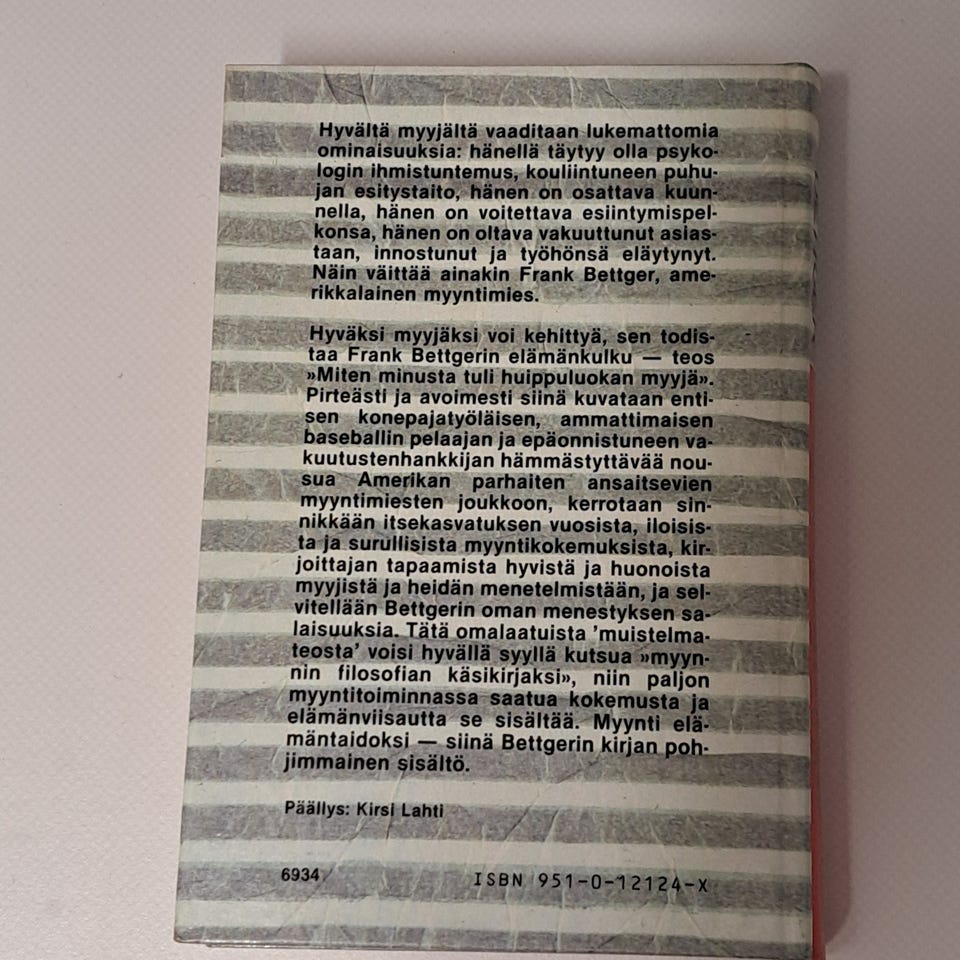 Hyvältä myyjältä vaaditaan lukemattomia
ominaisuuksia: hänellä täytyy olla psyko-
login ihmistuntemus, kouliintuneen puhu-
jan esitystaito, hänen on osattava kuun-
nella, hänen on voitettava esiintymispel-
konsa, hänen on oltava vakuuttunut asias-
taan, innostunut ja työhönsä eläytynyt.
Näin väittää ainakin Frank Bettger, ame-
rikkalainen myyntimies.
Hyväksi myyjäksi voi kehittyä, sen todis-
taa Frank Bettgerin elämänkulku — teos
»Miten minusta tuli huippuluokan myyjä».
Pirteästi ja avoimesti siinä kuvataan enti-
sen konepajatyöläisen, ammattimaisen
baseballin pelaajan ja epäonnistuneen va-
kuutustenhankkijan hämmästyttävää nou-
sua Amerikan parhaiten ansaitsevien
myyntimiesten joukkoon, kerrotaan sin-
nikkään itsekasvatuksen vuosista, iloisis-
ta ja surullisista myyntikokemuksista, kir-
joittajan tapaamista hyvistä ja huonoista
myyjistä ja heidän menetelmistään, ja sel-
vitellään Bettgerin oman menestyksen sa-
laisuuksia. Tätä omalaatuista 'muistelma-
teosta' voisi hyvällä syyllä kutsua »myyn-
nin filosofian käsikirjaksi», niin paljon
myyntitoiminnassa saatua kokemusta ja
elämänviisautta se sisältää. Myynti elä-
mäntaidoksi — siinä Bettgerin kirjan poh-
jimmainen sisältö.
Päällys: Kirsi Lahti
6934
ISBN 951-0-12124-X